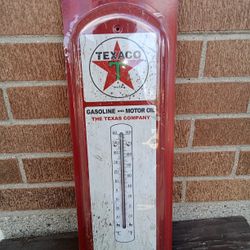 TEXACO
T
GASOLINE AND MOTOR OIL
THE TEXAS COMPANY